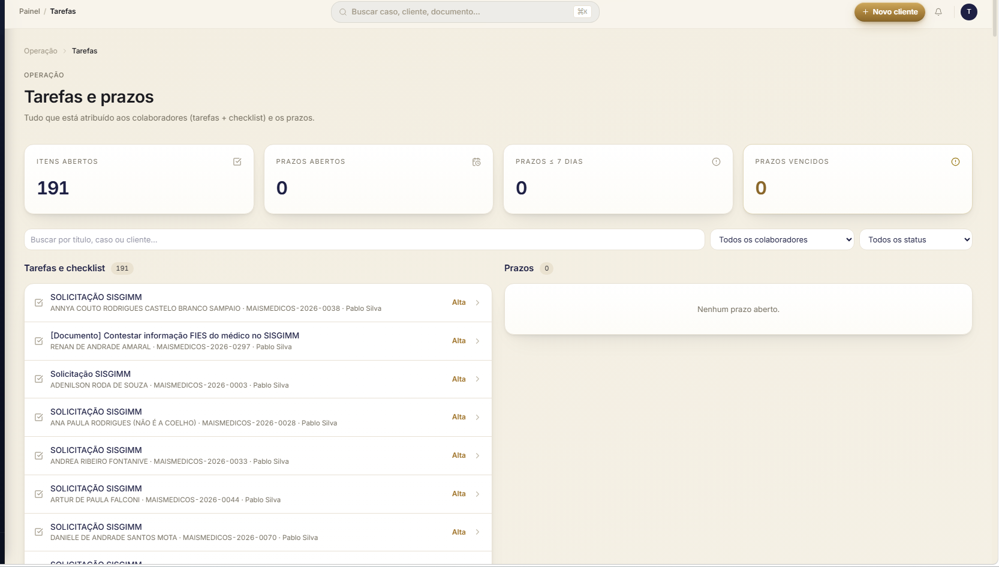 Painel / Tarefas
Buscar caso, cliente, documento...
⌘K
+ Novo cliente
T
Operação > Tarefas
OPERAÇÃO
Tarefas e prazos
Tudo que está atribuído aos colaboradores (tarefas + checklist) e os prazos.
ITENS ABERTOS
191
PRAZOS ABERTOS
0
PRAZOS ≤ 7 DIAS
0
PRAZOS VENCIDOS
0
Buscar por título, caso ou cliente...
Todos os colaboradores
Todos os status
Tarefas e checklist 191
SOLICITAÇÃO SISGIMM
ANNYA COUTO RODRIGUES CASTELO BRANCO SAMPAIO · MAISMEDICOS-2026-0038 · Pablo Silva
Alta
[Documento] Contestar informação FIES do médico no SISGIMM
RENAN DE ANDRADE AMARAL · MAISMEDICOS-2026-0297 · Pablo Silva
Alta
Solicitação SISGIMM
ADENILSON RODA DE SOUZA · MAISMEDICOS-2026-0003 · Pablo Silva
Alta
SOLICITAÇÃO SISGIMM
ANA PAULA RODRIGUES (NÃO É A COELHO) · MAISMEDICOS-2026-0028 · Pablo Silva
Alta
SOLICITAÇÃO SISGIMM
ANDREA RIBEIRO FONTANIVE · MAISMEDICOS-2026-0033 · Pablo Silva
Alta
SOLICITAÇÃO SISGIMM
ARTUR DE PAULA FALCONI · MAISMEDICOS-2026-0044 · Pablo Silva
Alta
SOLICITAÇÃO SISGIMM
DANIELE DE ANDRADE SANTOS MOTA · MAISMEDICOS-2026-0070 · Pablo Silva
Alta
SOLICITAÇÃO SISGIMM
Prazos 0
Nenhum prazo aberto.